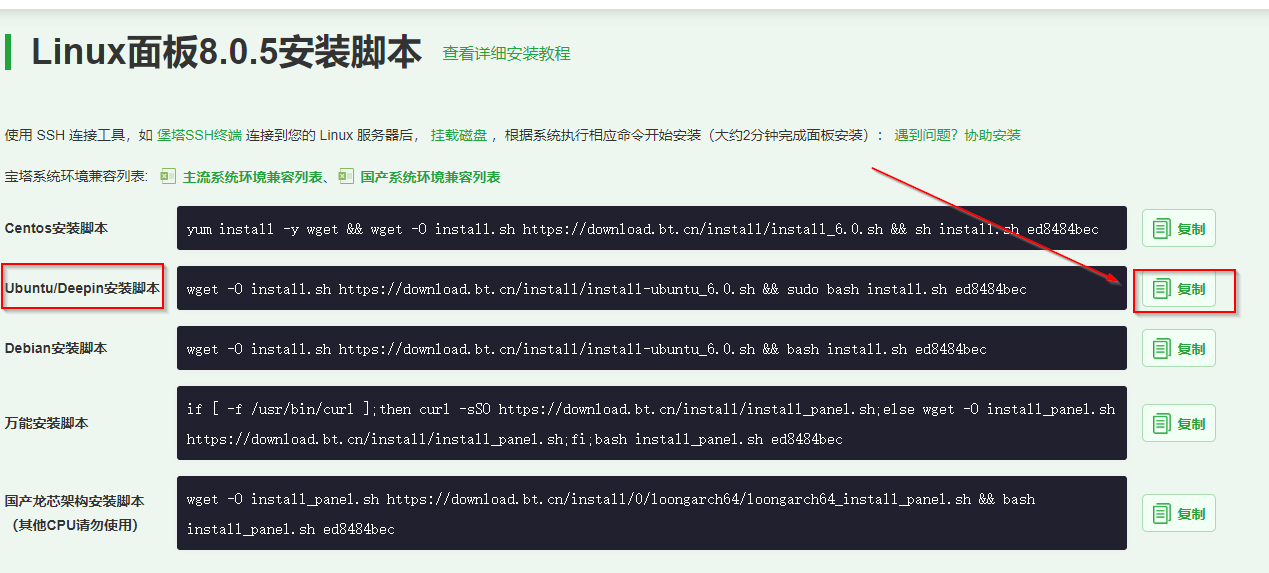 Linux面板8.0.5安装脚本 查看详细安装教程
使用 SSH 连接工具，如 堡塔SSH终端 连接到您的 Linux 服务器后， 挂载磁盘 ，根据系统执行相应命令开始安装（大约2分钟完成面板安装）： 遇到问题？协助安装
宝塔系统环境兼容列表: 主流系统环境兼容列表、 国产系统环境兼容列表
Centos安装脚本 yum install -y wget && wget -O install.sh https://download.bt.cn/install/install_6.0.sh && sh install.sh ed8484bec 复制
Ubuntu/Deepin安装脚本 wget -O install.sh https://download.bt.cn/install/install-ubuntu_6.0.sh && sudo bash install.sh ed8484bec 复制
Debian安装脚本 wget -O install.sh https://download.bt.cn/install/install-ubuntu_6.0.sh && bash install.sh ed8484bec 复制
万能安装脚本 if [ -f /usr/bin/curl ];then curl -sSO https://download.bt.cn/install/install_panel.sh;else wget -O install_panel.sh
https://download.bt.cn/install/install_panel.sh;fi;bash install_panel.sh ed8484bec 复制
国产龙芯架构安装脚本 wget -O install_panel.sh https://download.bt.cn/install/0/loongarch64/loongarch64_install_panel.sh && bash
（其他CPU请勿使用） install_panel.sh ed8484bec 复制